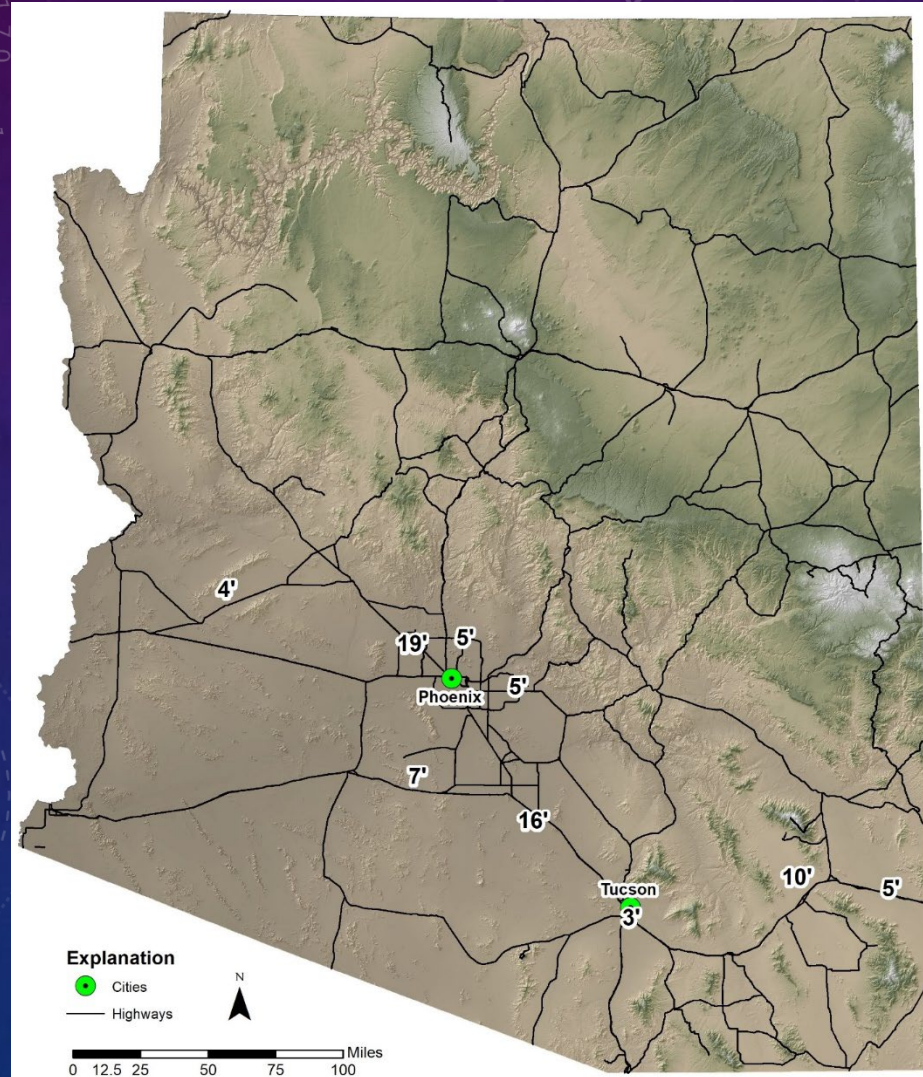 4'
19'
5'
Phoenix
5'
7'
16'
Tucson
3'
10'
5'
Explanation
Cities
Highways
N
Miles
0 12.5 25 50 75 100